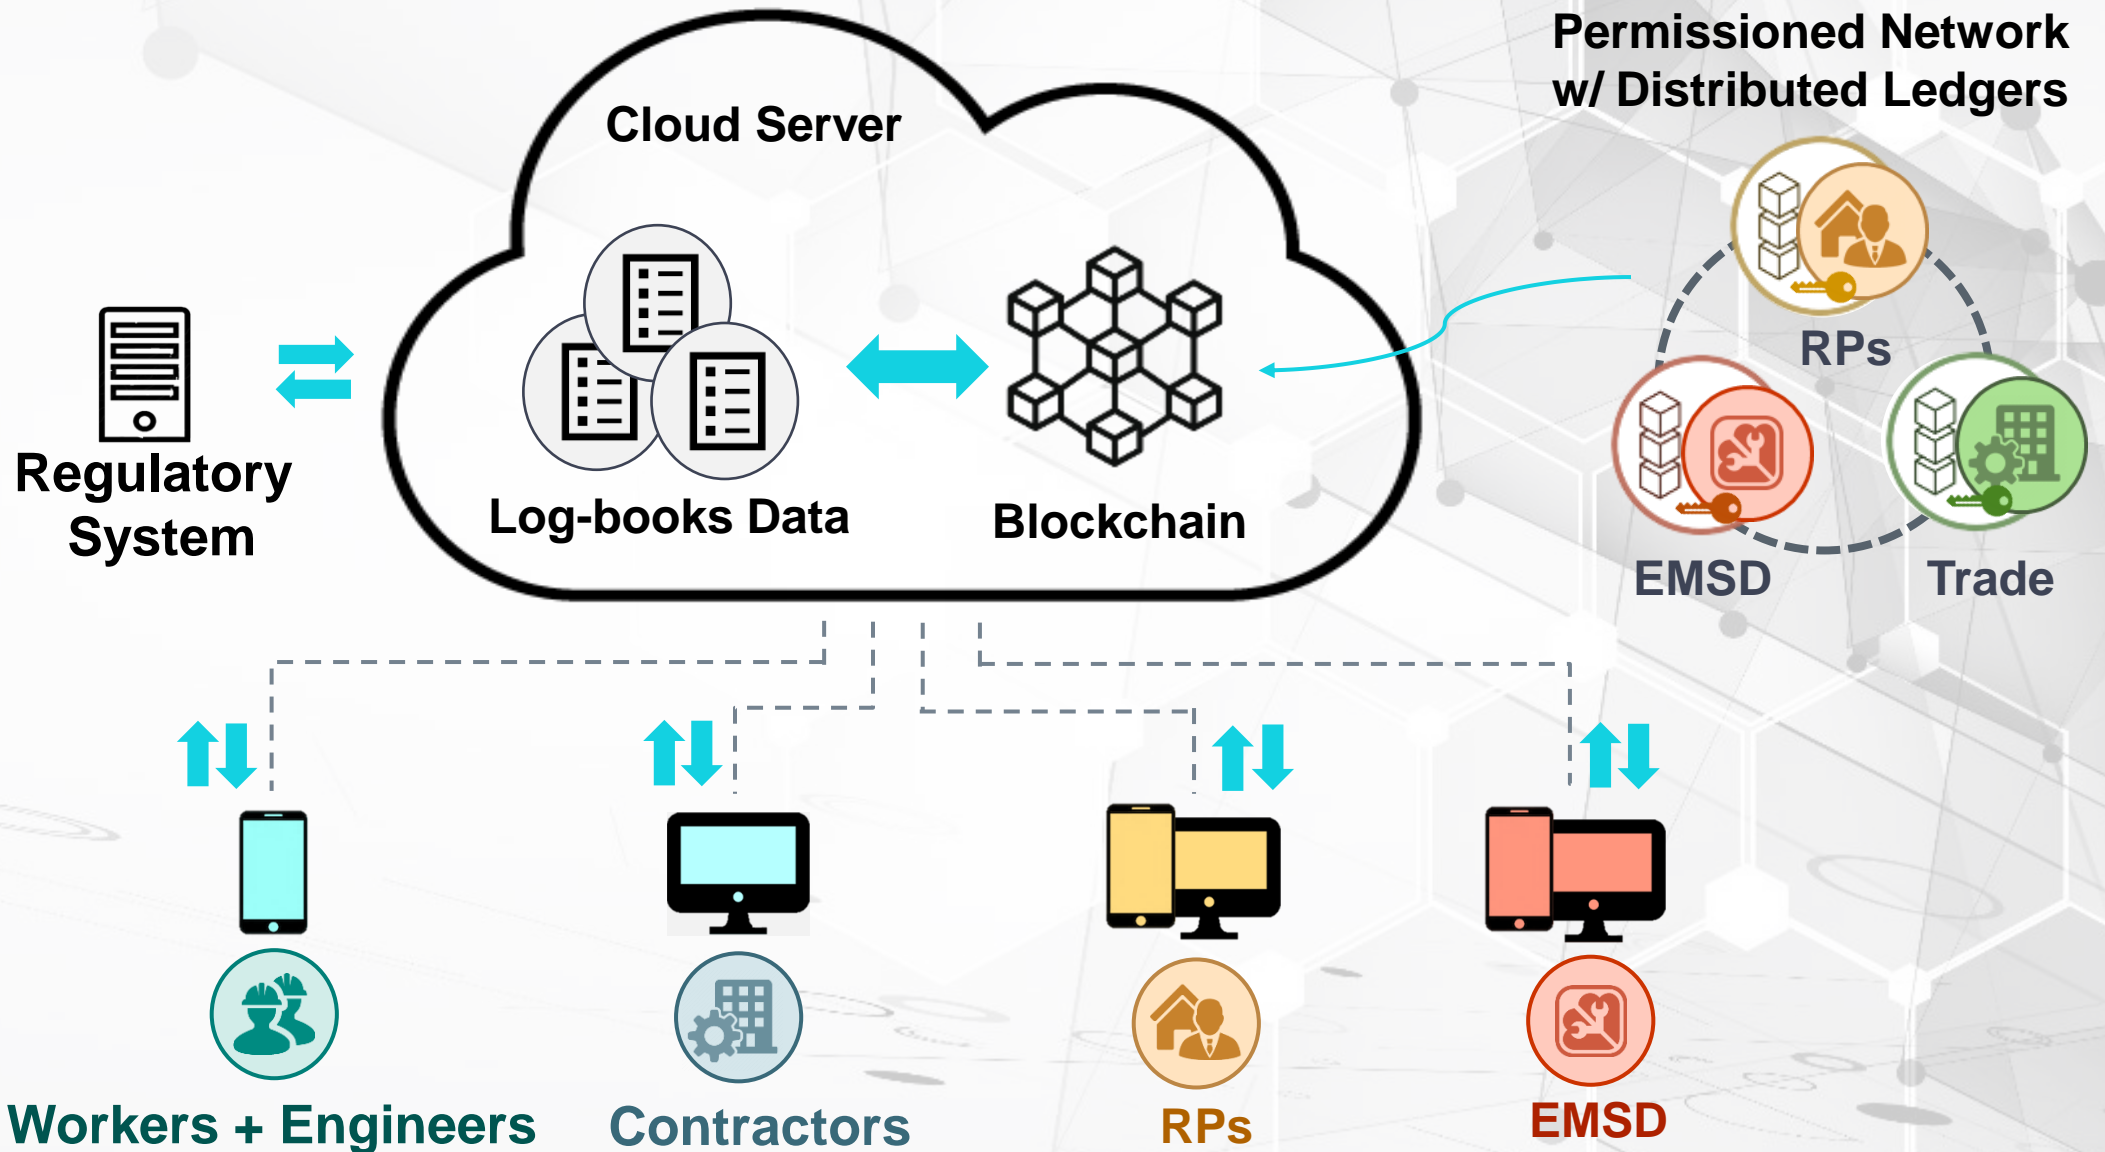 Permissioned Network
w/ Distributed Ledgers
Cloud Server
RPs
Regulatory
System
Log-books Data
Blockchain
EMSD
Trade
Workers + Engineers
Contractors
RPs
EMSD